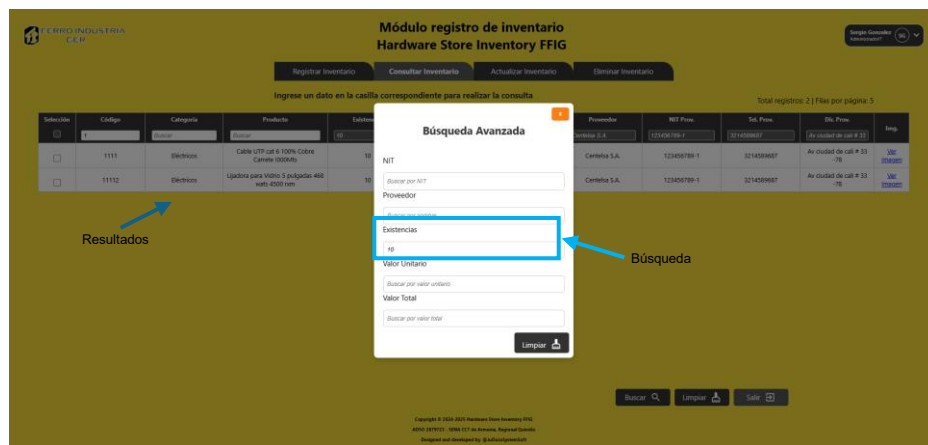 FERRO INDUSTRIA
CER
Módulo registro de inventario
Hardware Store Inventory FFIG
Sergio Gonzalez
SG
Registrar Inventario
Consultar Inventario
Actualizar Inventario
Eliminar Inventario
Ingrese un dato en la casilla correspondiente para realizar la consulta
Total registros: 2 | Filas por página: 5
Selección
Código
Categoría
Producto
Proveedor
NIT Prov.
Tel. Prov.
Dir. Prov.
Img.
1
Buscar
Buscar
10
Centelsa S.A.
123456789-1
3214589687
Av ciudad de cali # 33
1111
Eléctricos
Cable UTP cat 6 100% Cobre
Carrete (300Mt)
10
Centelsa S.A.
123456789-1
3214589687
Av ciudad de cali # 33
-78
Ver
Imagen
11112
Eléctricos
Lijadora para Vidrio 5 pulgadas 460
wats 4500 rxm
10
Centelsa S.A.
123456789-1
3214589687
Av ciudad de cali # 33
-78
Ver
Imagen
x
Búsqueda Avanzada
NIT
Buscar por NIT
Proveedor
Buscar por nombre
Existencias
10
Valor Unitario
Buscar por valor unitario
Valor Total
Buscar por valor total
Limpiar
Resultados
Búsqueda
Buscar
Limpiar
Salir
Copyright © 2024-2025 Hardware Store Inventory FFIG